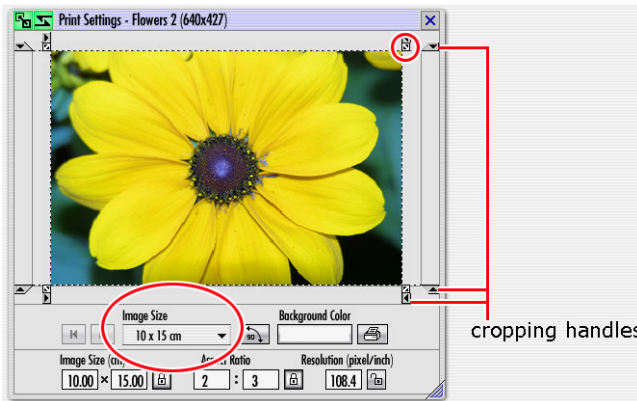 Print Settings - Flowers 2 (640x427)
Image Size
Background Color
10 x 15 cm
90
cropping handles
Image Size (cm)
Ratio
Resolution (pixel/inch)
10.00 × 15.00
2 : 3
108.4